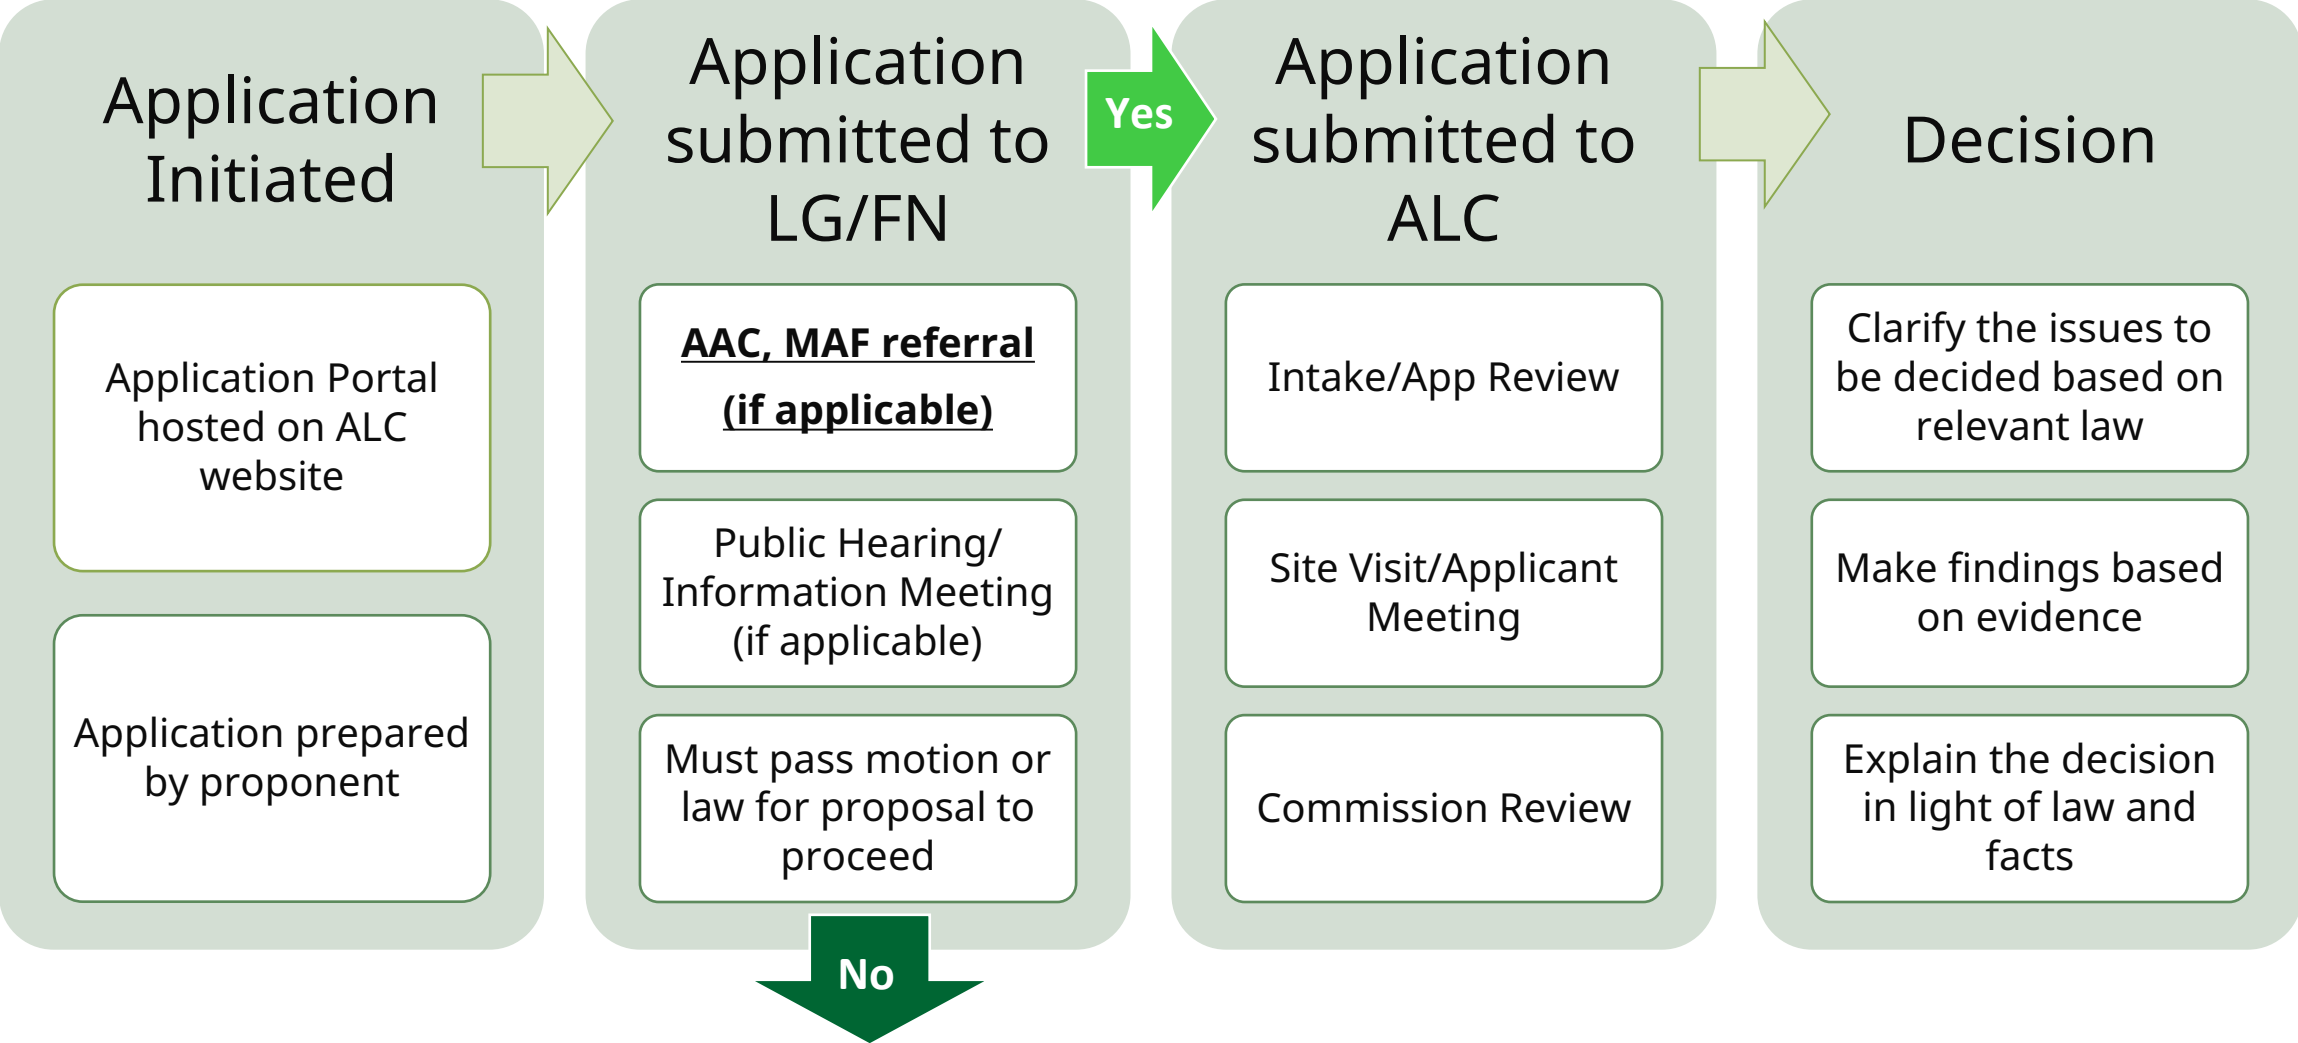 Application
Initiated
Application Portal
hosted on ALC
website
Application prepared
by proponent
Application
submitted to
LG/FN
AAC, MAF referral
(if applicable)
Public Hearing/
Information Meeting
(if applicable)
Must pass motion or
law for proposal to
proceed
No
Yes
Application
submitted to
ALC
Intake/App Review
Site Visit/Applicant
Meeting
Commission Review
Decision
Clarify the issues to
be decided based on
relevant law
Make findings based
on evidence
Explain the decision
in light of law and
facts